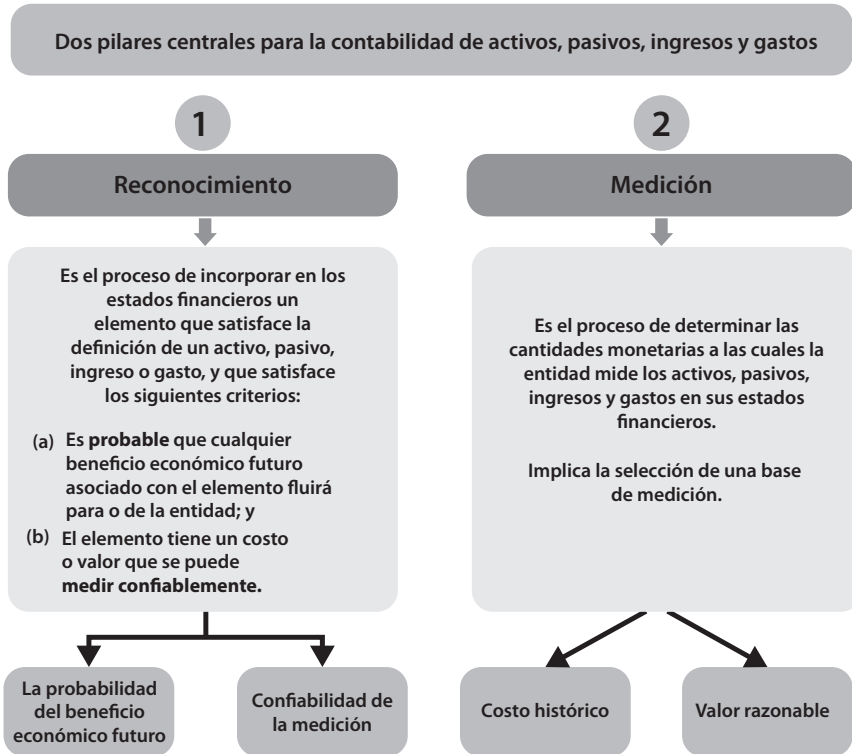 Dos pilares centrales para la contabilidad de activos, pasivos, ingresos y gastos
1
Reconocimiento
Es el proceso de incorporar en los
estados financieros un
elemento que satisface la
definición de un activo, pasivo,
ingreso o gasto, y que satisface
los siguientes criterios:
(a) Es probable que cualquier
beneficio económico futuro
asociado con el elemento fluirá
para o de la entidad; y
(b) El elemento tiene un costo
o valor que se puede
medir confiablemente.
La probabilidad
del beneficio
económico futuro
Confiabilidad de
la medición
2
Medición
Es el proceso de determinar las
cantidades monetarias a las cuales la
entidad mide los activos, pasivos,
ingresos y gastos en sus estados
financieros.
Implica la selección de una base
de medición.
Costo histórico
Valor razonable